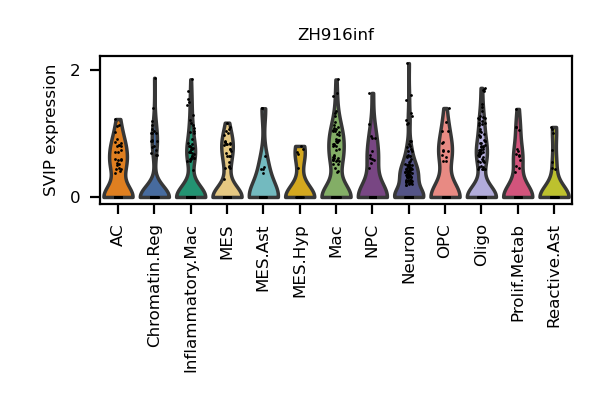 ZH916inf
SVIP expression
2
0
AC
Chromatin.Reg
Inflammatory.Mac
MES
MES.Ast
MES.Hyp
Mac
NPC
Neuron
OPC
Oligo
Prolif.Metab
Reactive.Ast